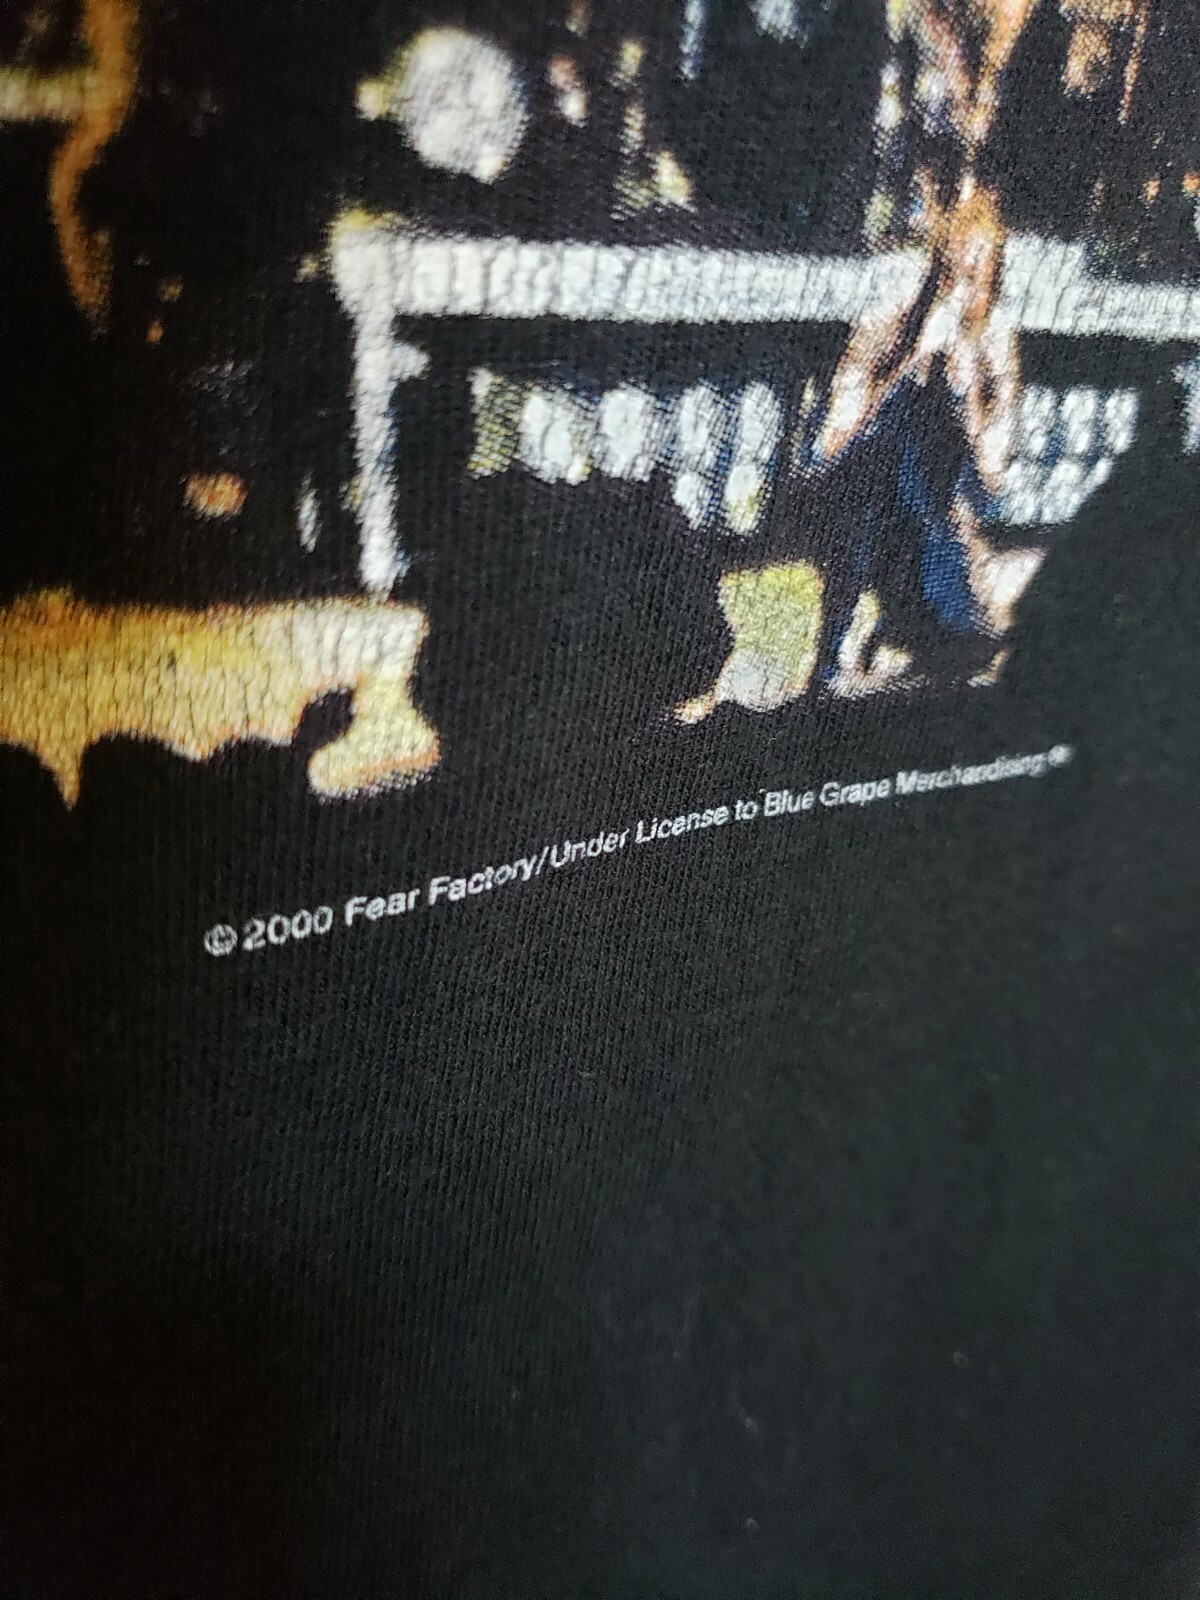 © 2000 Fear Factory/Under License to Blue Grape Merchandising ®